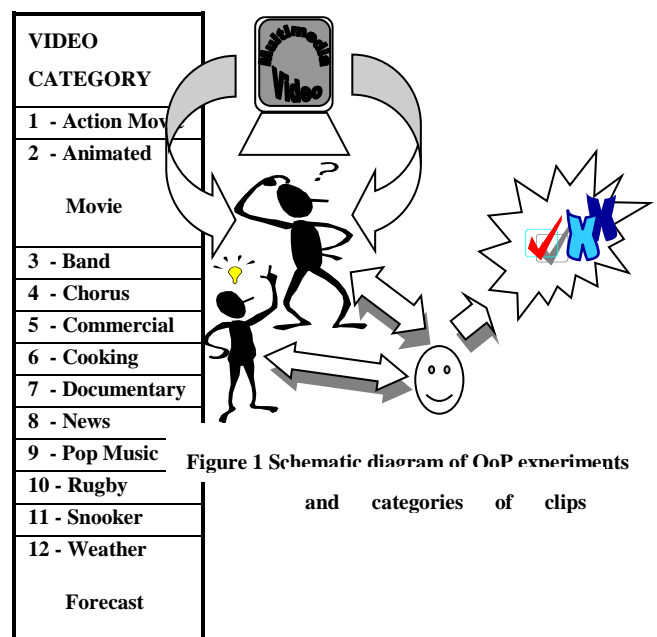 VIDEO
CATEGORY
1 - Action Movie
2 - Animated
Movie
3 - Band
4 - Chorus
5 - Commercial
6 - Cooking
7 - Documentary
8 - News
9 - Pop Music
10 - Rugby
11 - Snooker
12 - Weather
Forecast
Multimedia
Video
?
Figure 1 Schematic diagram of QoP experiments
and categories of clips